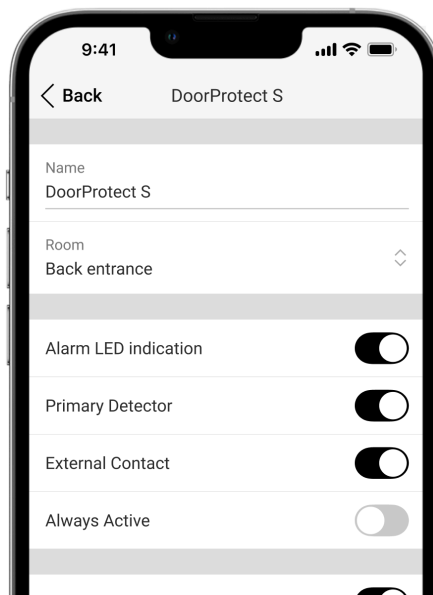 9:41
Back
DoorProtect S
Name
DoorProtect S
Room
Back entrance
Alarm LED indication
Primary Detector
External Contact
Always Active